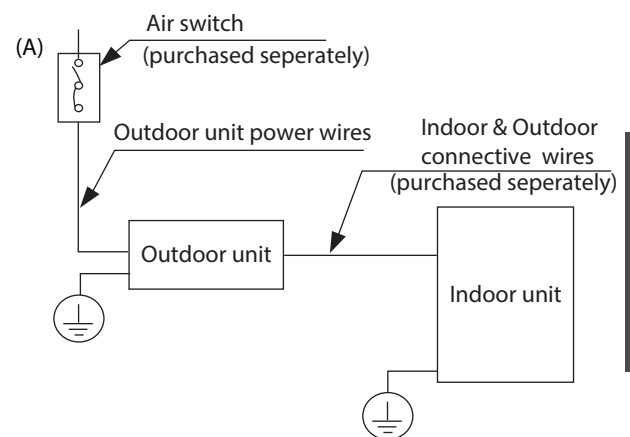 (A)
Air switch
(purchased seperately)
Outdoor unit power wires
Indoor & Outdoor
connective wires
(purchased seperately)
Outdoor unit
Indoor unit